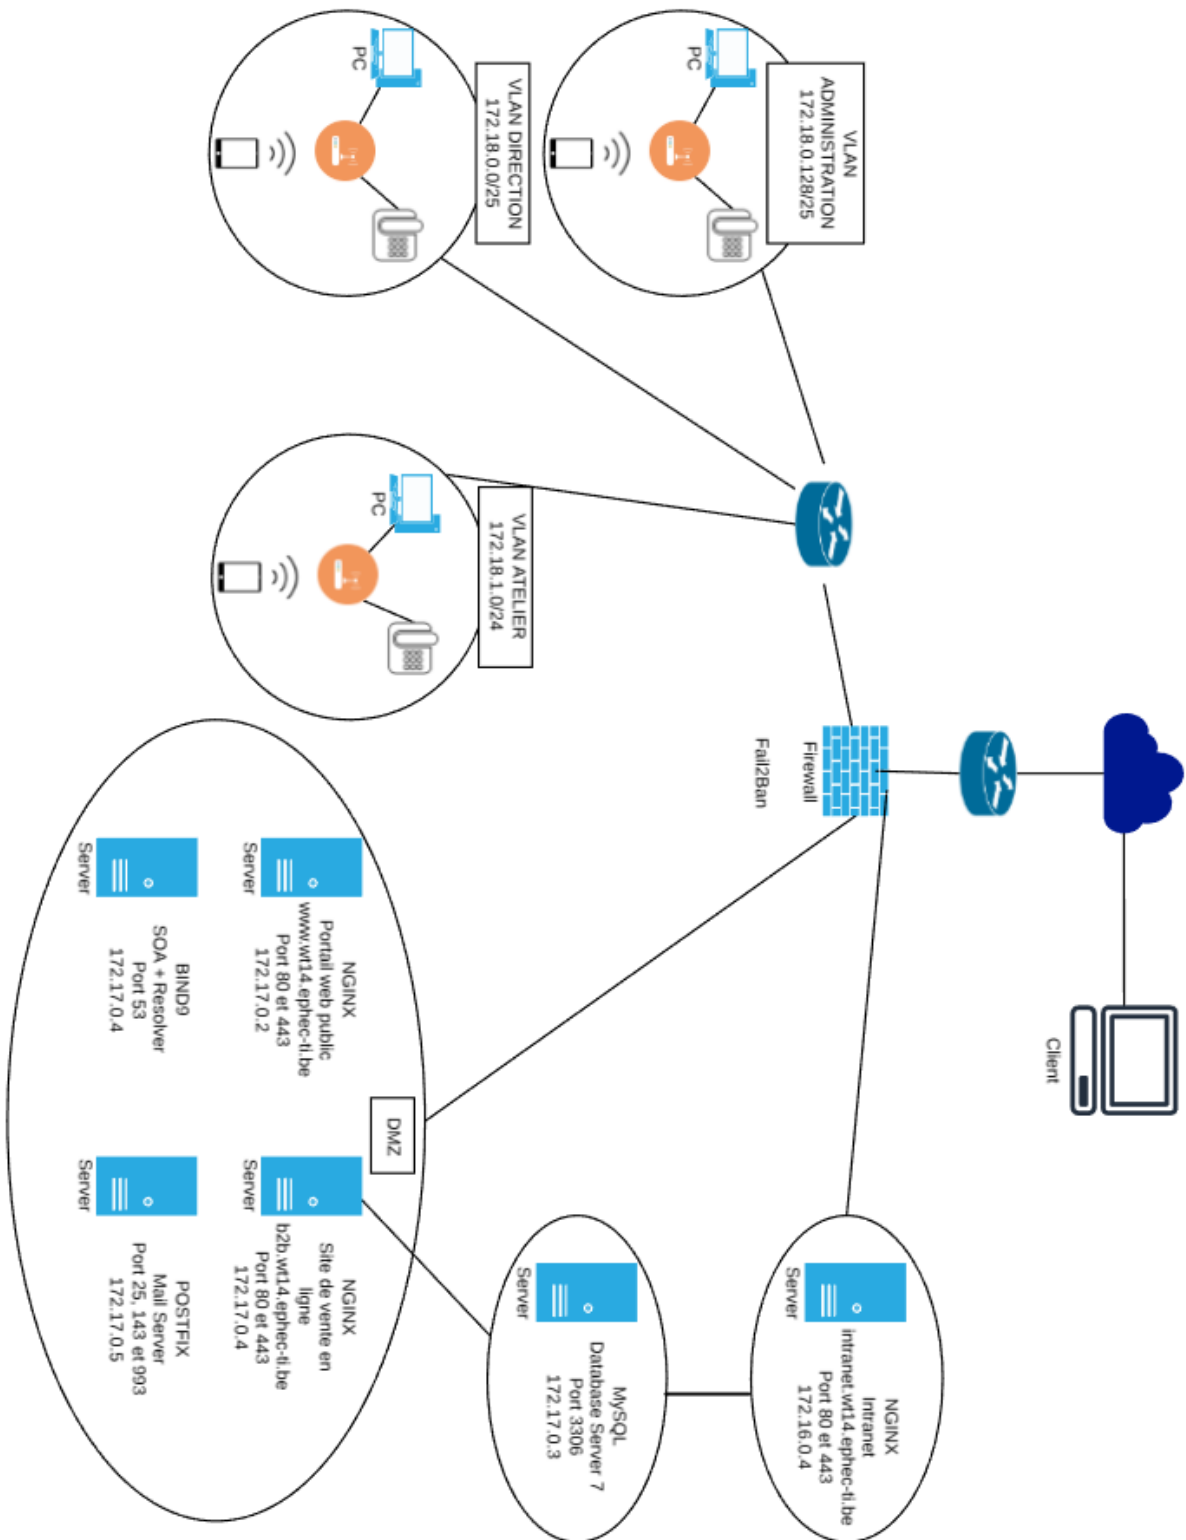 Client
Firewall
Fail2Ban
VLAN
ADMINISTRATION
172.18.0.128/25
PC
VLAN DIRECTION
172.18.0.0/25
PC
VLAN ATELIER
172.18.1.0/24
PC
NGINX
Intranet
intranet.wt14.ephec-ti.be
Port 80 et 443
172.16.0.4
Server
MySQL
Database Server 7
Port 3306
172.17.0.3
Server
DMZ
NGINX
Portail web public
www.wt14.ephec-ti.be
Port 80 et 443
172.17.0.2
Server
NGINX
Site de vente en
ligne
b2b.wt14.ephec-ti.be
Port 80 et 443
172.17.0.4
Server
BIND9
SOA + Resolver
Port 53
172.17.0.4
Server
POSTFIX
Mail Server
Port 25, 143 et 993
172.17.0.5
Server